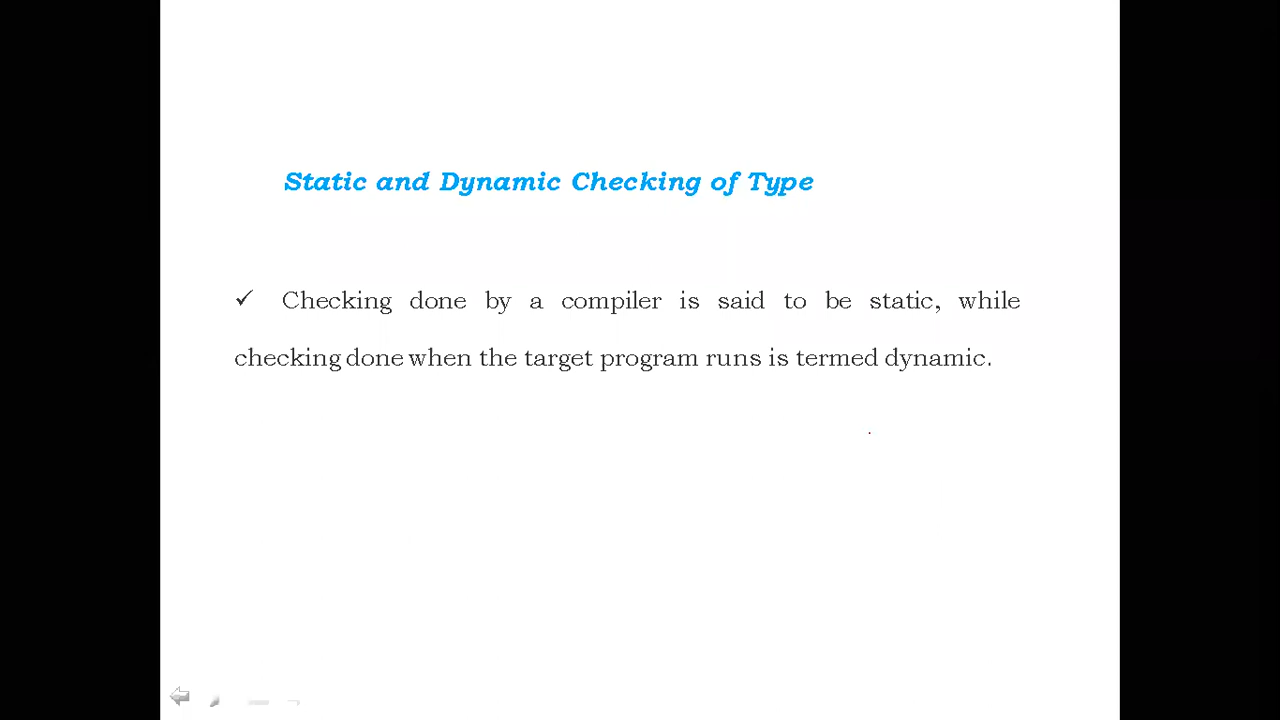 Static and Dynamic Checking of Type
✓ Checking done by a compiler is said to be static, while
checking done when the target program runs is termed dynamic.